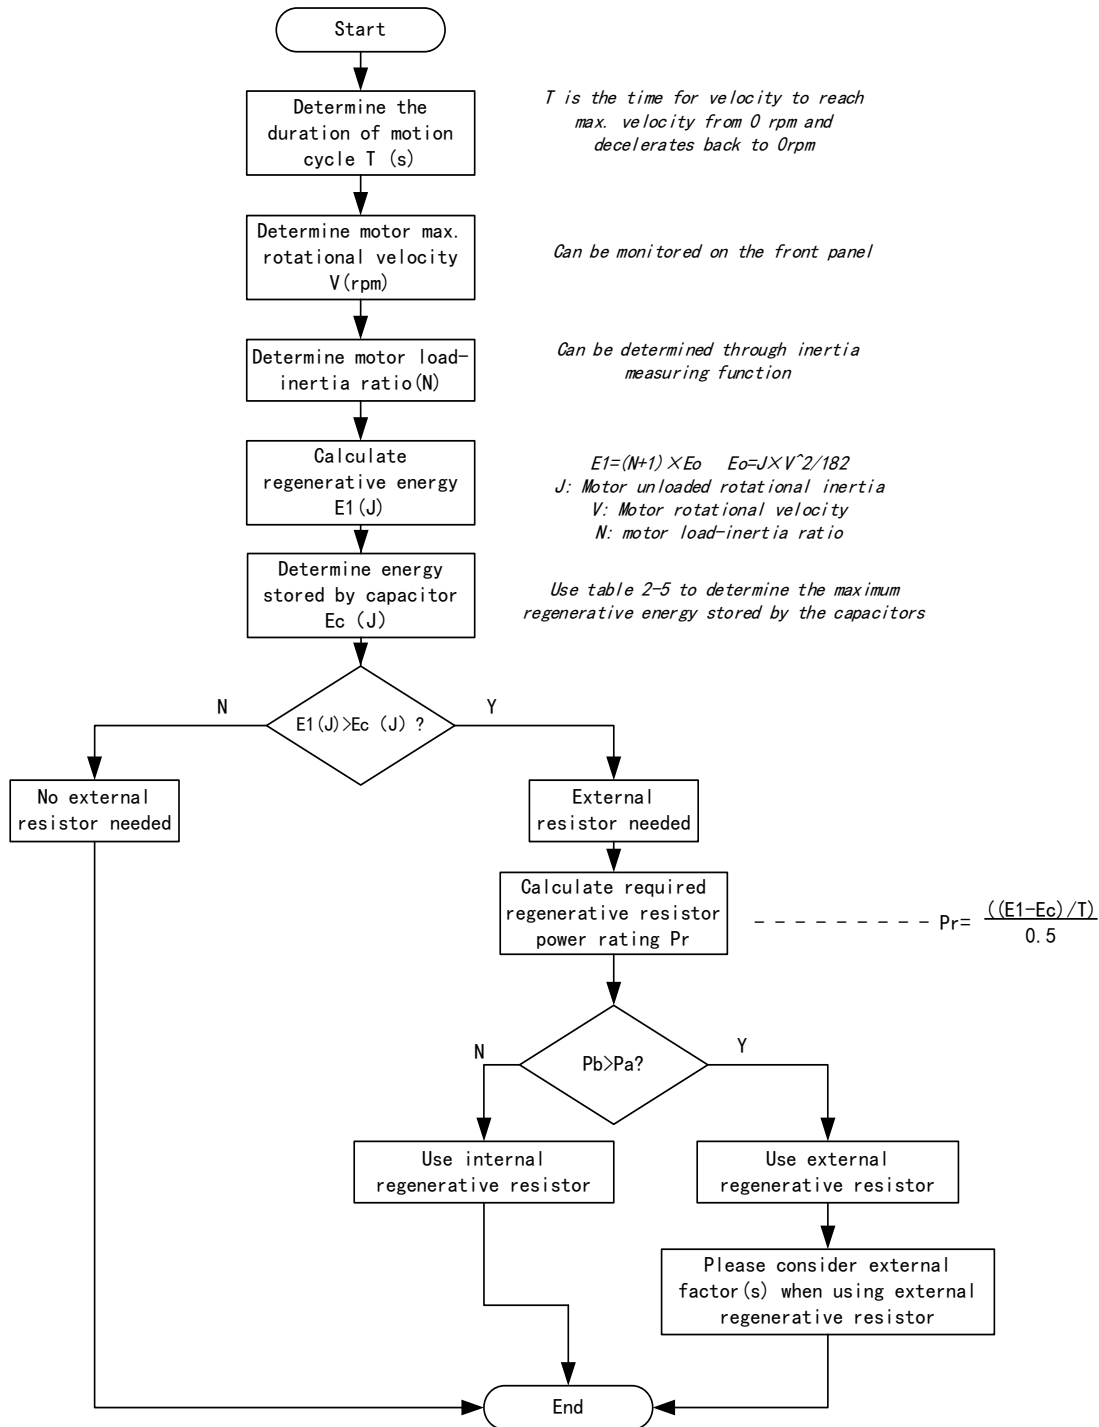 Start
Determine the
duration of motion
cycle T (s)
T is the time for velocity to reach
max. velocity from 0 rpm and
decelerates back to 0rpm
Determine motor max.
rotational velocity
V(rpm)
Can be monitored on the front panel
Determine motor load-
inertia ratio(N)
Can be determined through inertia
measuring function
Calculate
regenerative energy
E1(J)
E1=(N+1)×Eo Eo=J×V^2/182
J: Motor unloaded rotational inertia
V: Motor rotational velocity
N: motor load-inertia ratio
Determine energy
stored by capacitor
Ec (J)
Use table 2-5 to determine the maximum
regenerative energy stored by the capacitors
E1(J)>Ec (J) ?
N
Y
No external
resistor needed
External
resistor needed
Calculate required
regenerative resistor
power rating Pr
Pr= ((E1-Ec)/T)
0.5
Pb>Pa?
N
Y
Use internal
regenerative resistor
Use external
regenerative resistor
Please consider external
factor(s) when using external
regenerative resistor
End